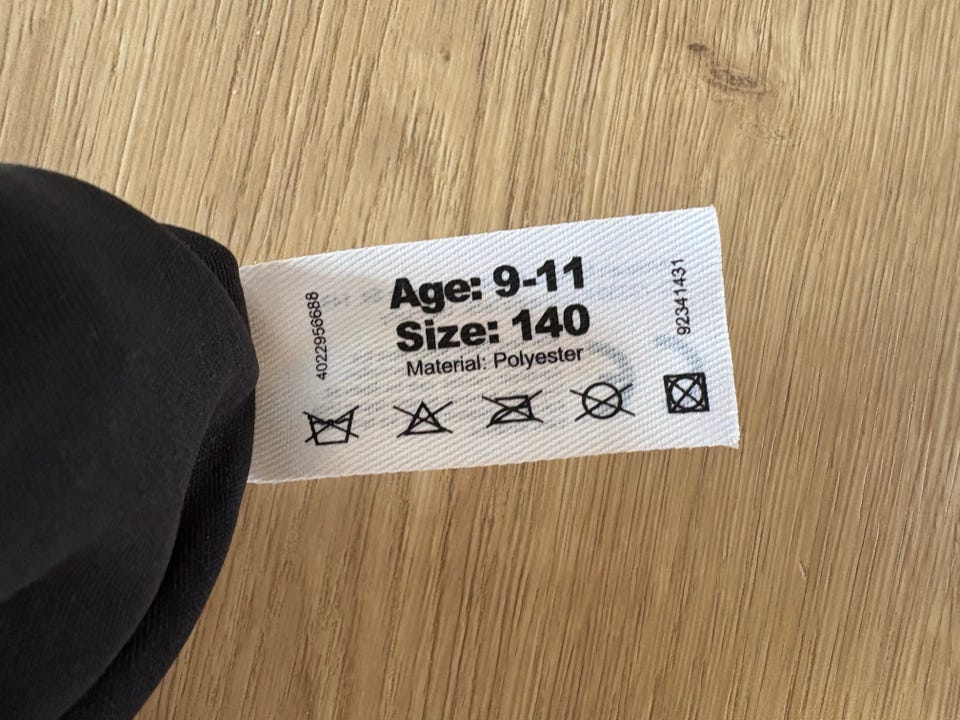 Age: 9-11
Size: 140
Material: Polyester
4022956688
92341431